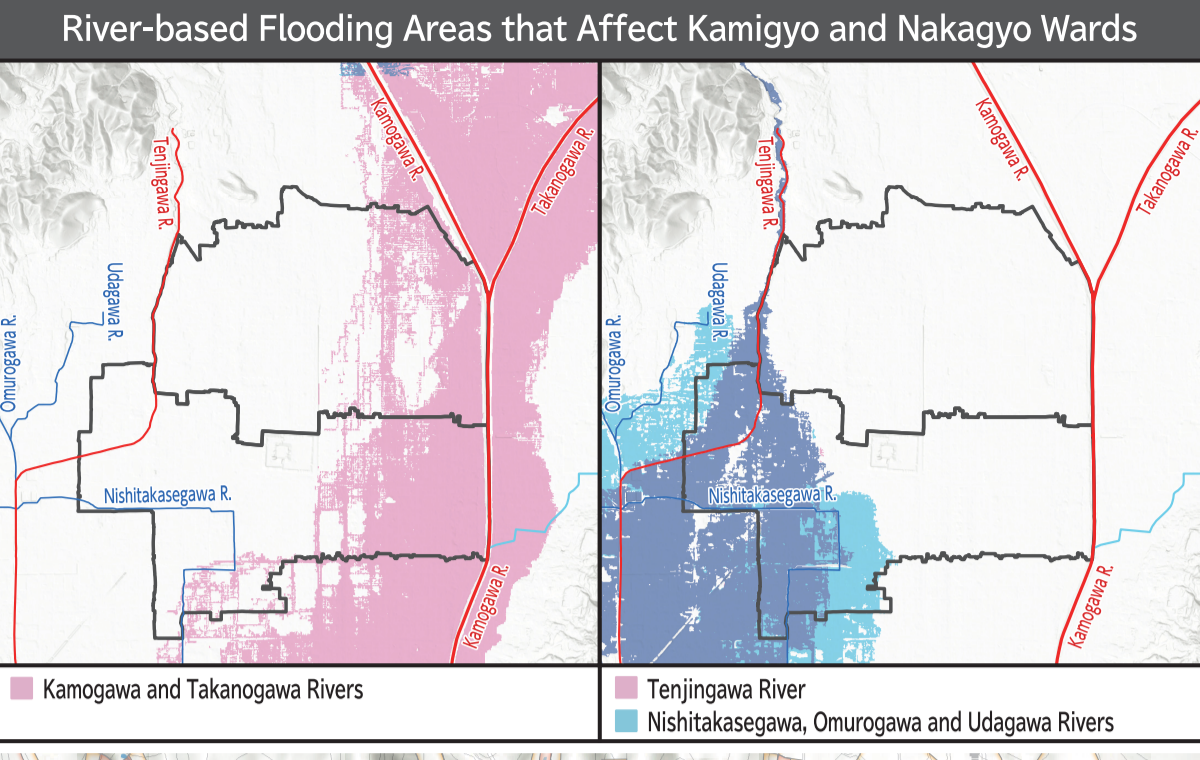 River-based Flooding Areas that Affect Kamigyo and Nakagyo Wards
Kamogawa R.
Takanogawa R.
Tenjingawa R.
Udagawa R.
Omurogawa R.
Nishitakasegawa R.
Kamogawa R.
Kamogawa R.
Takanogawa R.
Tenjingawa R.
Udagawa R.
Omurogawa R.
Nishitakasegawa R.
Kamogawa R.
Kamogawa and Takanogawa Rivers
Tenjingawa River
Nishitakasegawa, Omurogawa and Udagawa Rivers